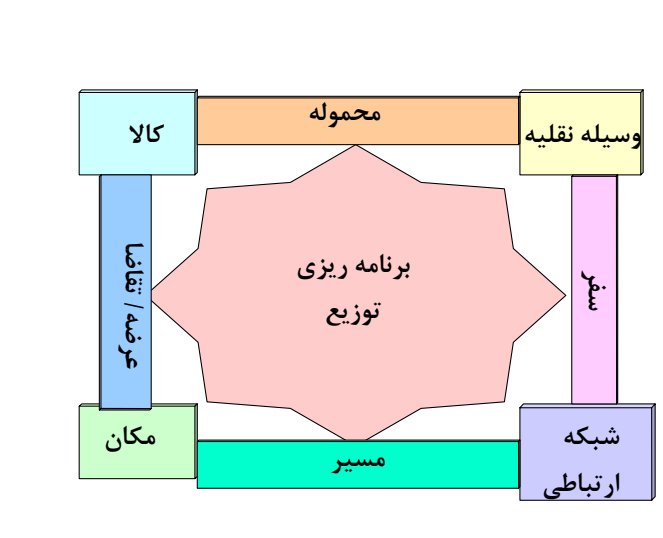 محموله
وسیله نقلیه
کالا
سفر
برنامه ریزی
توزیع
عرضه / تقاضا
شبکه
ارتباطی
مسیر
مکان